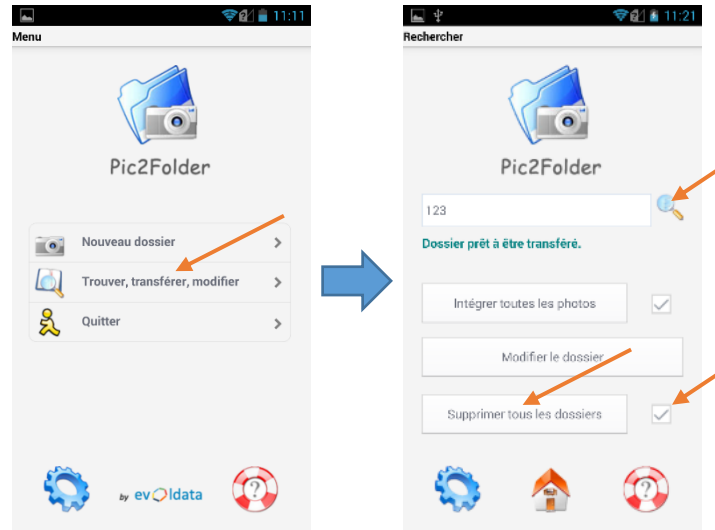 11:11
Menu
Pic2Folder
Nouveau dossier
Trouver, transférer, modifier
Quitter
by evoldata
?
11:21
Rechercher
Pic2Folder
123
Dossier prêt à être transféré.
Intégrer toutes les photos
Modifier le dossier
Supprimer tous les dossiers
?